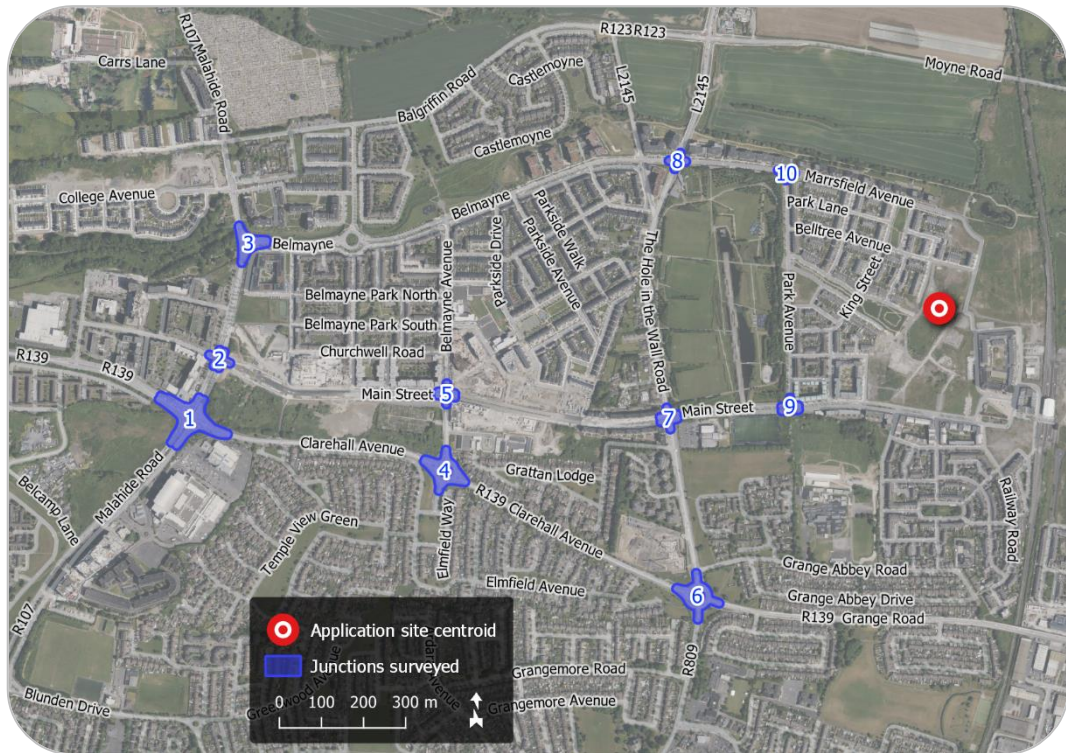 R123R123
R107Malahide Road
Carrs Lane
Castlemoyne
L2145
L2145
Moyne Road
Balgriffin Road
Castlemoyne
8
10
Marrsfield Avenue
College Avenue
Belmayne
Parkside Walk
Park Lane
Belltree Avenue
3
Belmayne
Parkside Drive
Parkside Avenue
The Hole in the Wall Road
King Street
Belmayne Park North
Belmayne Avenue
Park Avenue
Belmayne Park South
Churchwell Road
2
R139
R139
Main Street
5
7
Main Street
9
1
Clarehall Avenue
4
Grattan Lodge
Malahide Road
Belcamp Lane
R139 Clarehall Avenue
Railway Road
Temple View Green
Elmfield Way
Elmfield Avenue
Grange Abbey Road
6
Grange Abbey Drive
R139 Grange Road
R107
R809
Grangemore Road
Grangemore Avenue
Blunden Drive
Application site centroid
Junctions surveyed
0 100 200 300 m